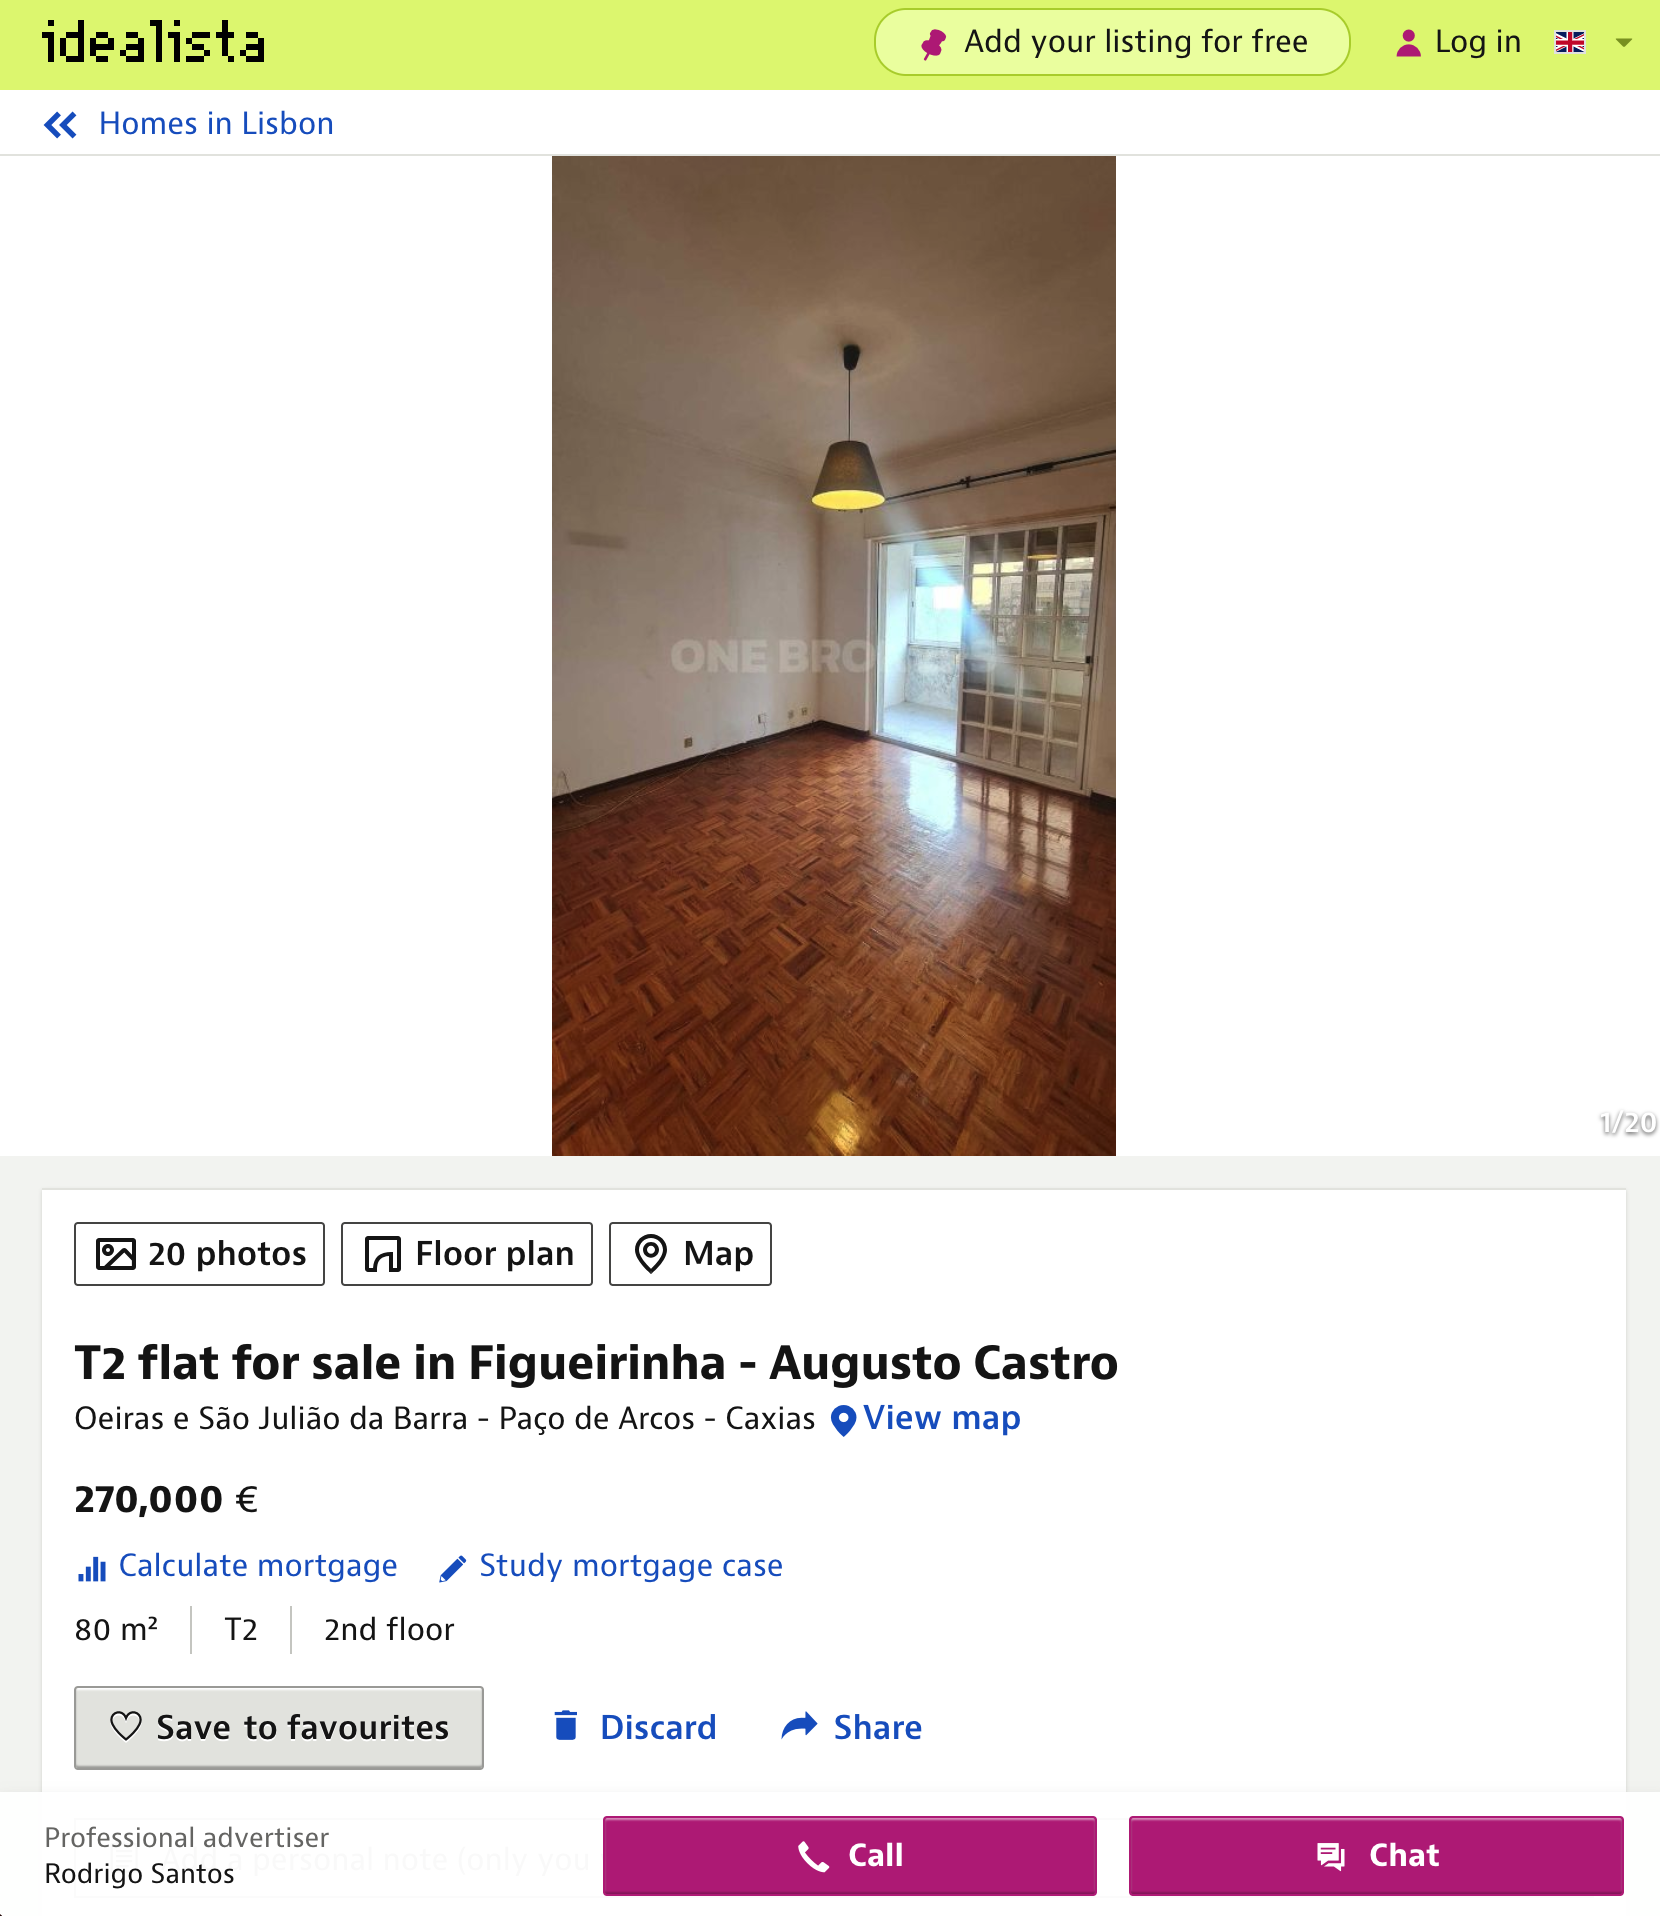 idealista
Add your listing for free
Log in
Homes in Lisbon
ONE BRO
1/20
20 photos
Floor plan
Map
T2 flat for sale in Figueirinha - Augusto Castro
Oeiras e São Julião da Barra - Paço de Arcos - Caxias View map
270,000 €
Calculate mortgage Study mortgage case
80 m² T2 2nd floor
Save to favourites Discard Share
Add a personal note (only you
Professional advertiser
Rodrigo Santos
Call
Chat